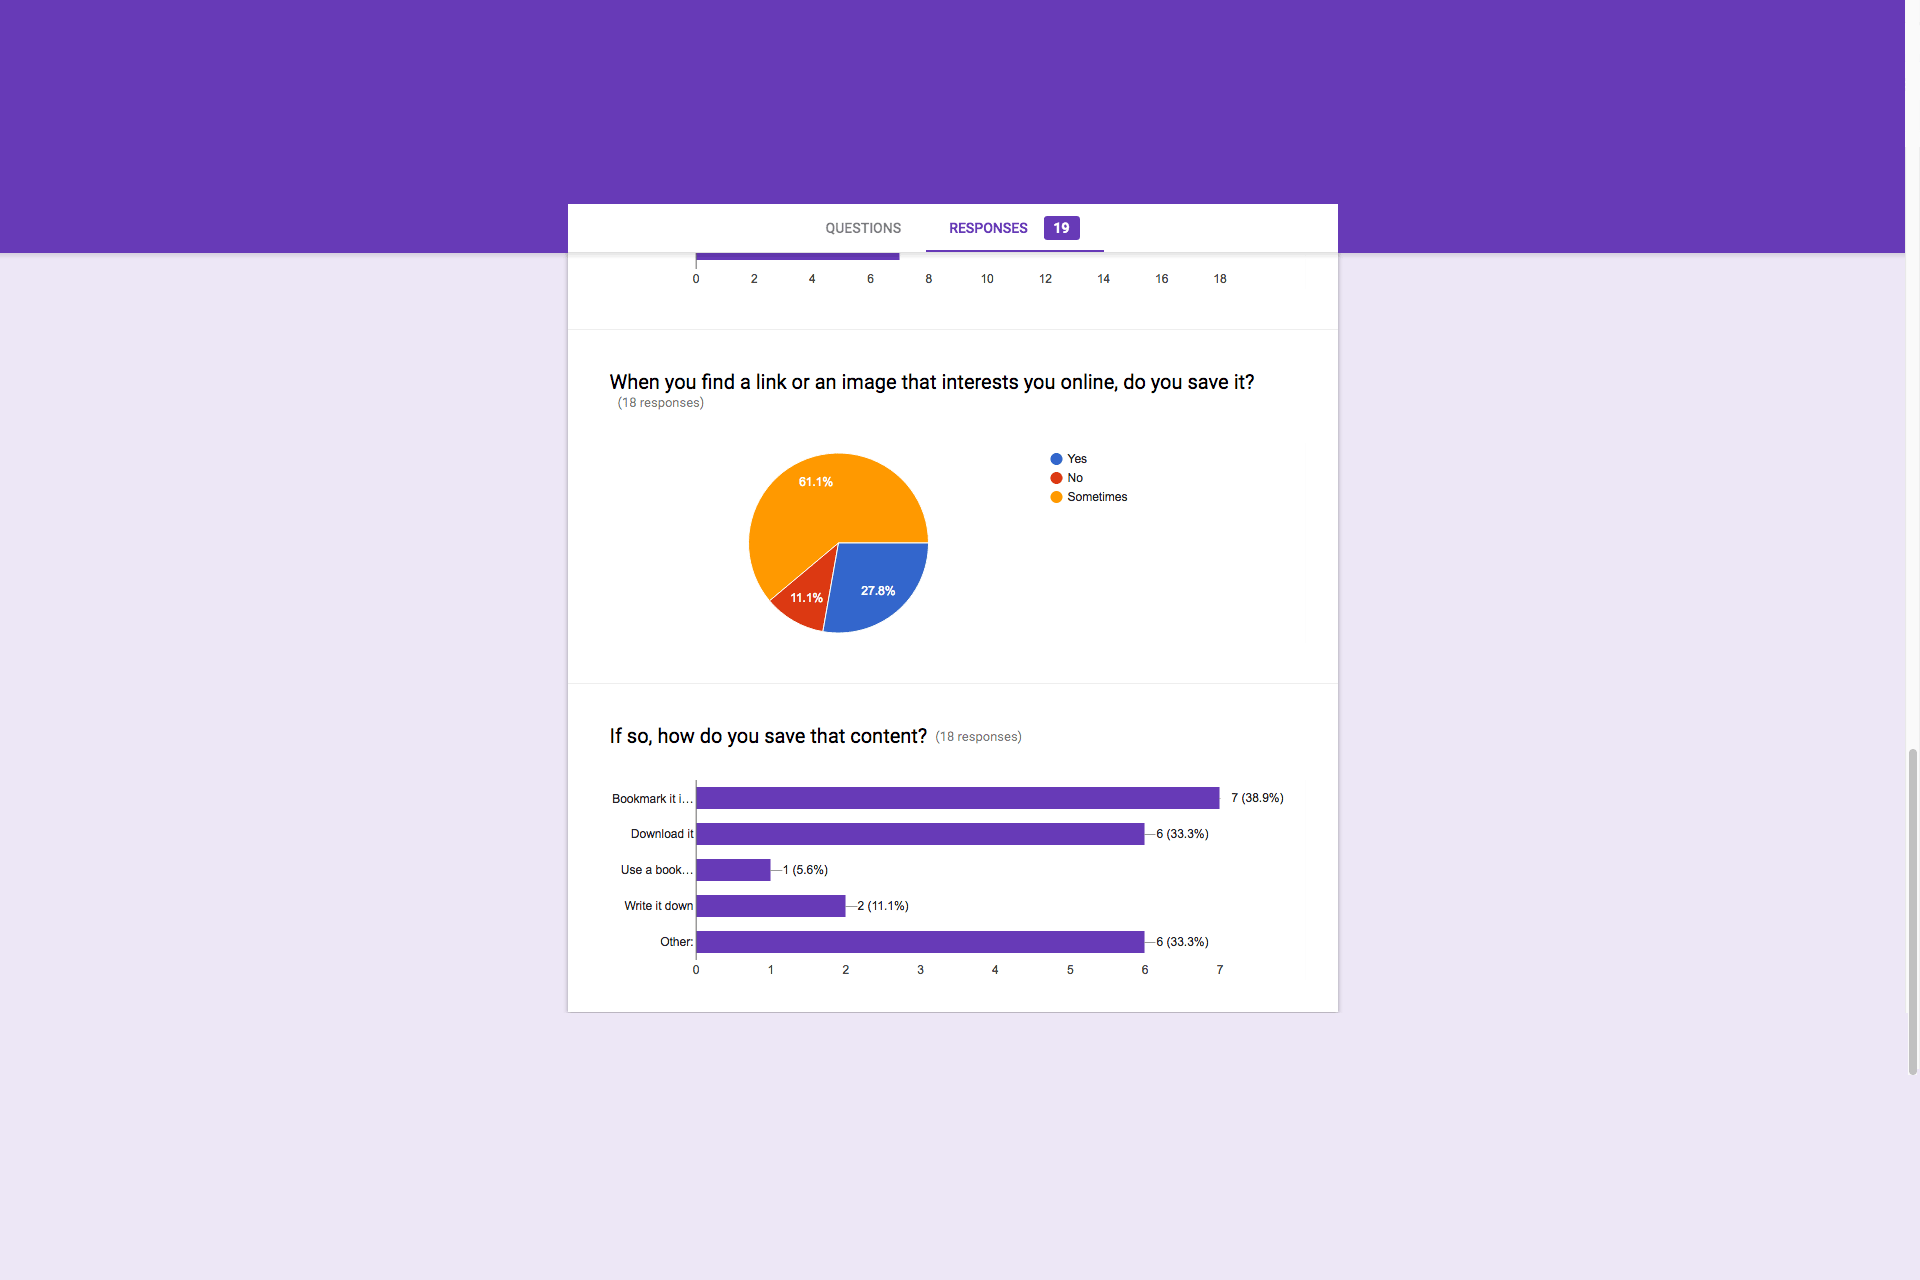 QUESTIONS RESPONSES 19
0 2 4 6 8 10 12 14 16 18
When you find a link or an image that interests you online, do you save it?
(18 responses)
Yes
No
Sometimes
61.1%
27.8%
11.1%
If so, how do you save that content? (18 responses)
Bookmark it i... 7 (38.9%)
Download it 6 (33.3%)
Use a book... 1 (5.6%)
Write it down 2 (11.1%)
Other: 6 (33.3%)
0 1 2 3 4 5 6 7